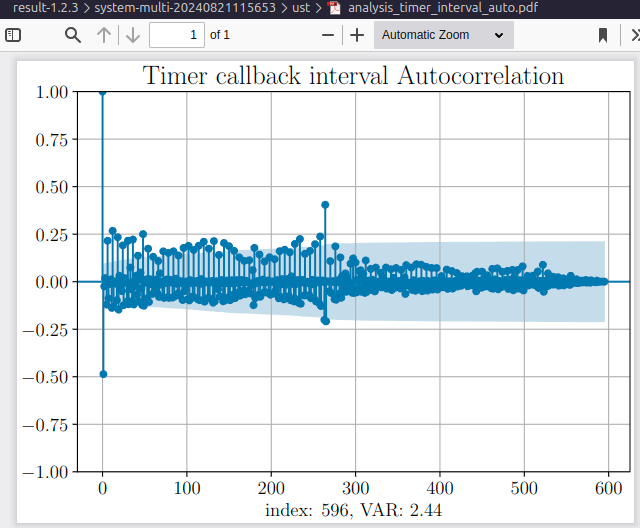 result-1.2.3 > system-multi-20240821115653 > ust > analysis_timer_interval_auto.pdf
1 of 1 Automatic Zoom
Timer callback interval Autocorrelation
1.00
0.75
0.50
0.25
0.00
−0.25
−0.50
−0.75
−1.00
0 100 200 300 400 500 600
index: 596, VAR: 2.44